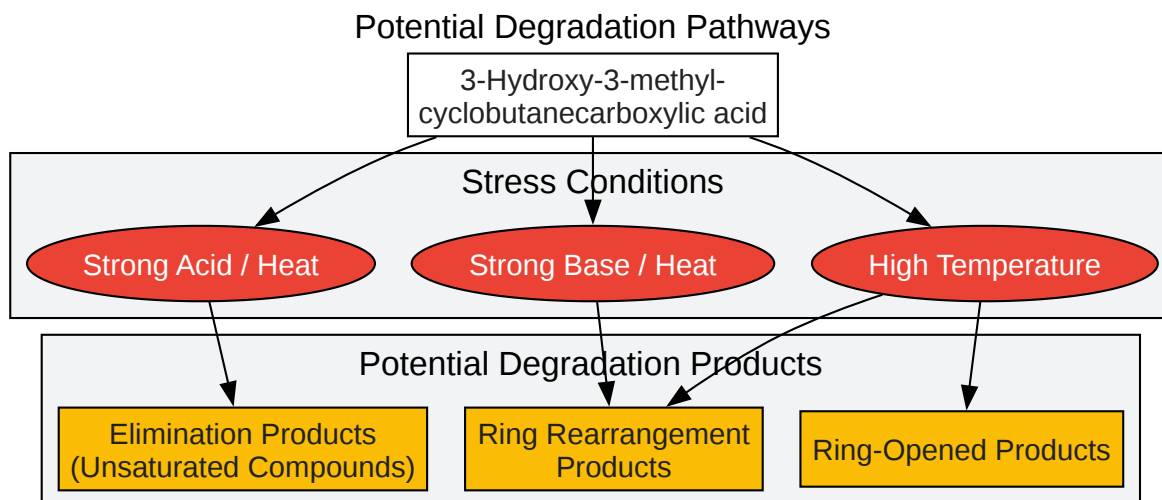 Potential Degradation Pathways
3-Hydroxy-3-methyl-
cyclobutanecarboxylic acid
Stress Conditions
Strong Acid / Heat
Strong Base / Heat
High Temperature
Potential Degradation Products
Elimination Products
(Unsaturated Compounds)
Ring Rearrangement
Products
Ring-Opened Products